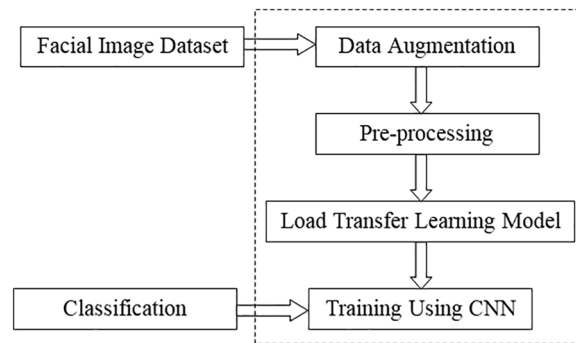 Facial Image Dataset
Data Augmentation
Pre-processing
Load Transfer Learning Model
Classification
Training Using CNN